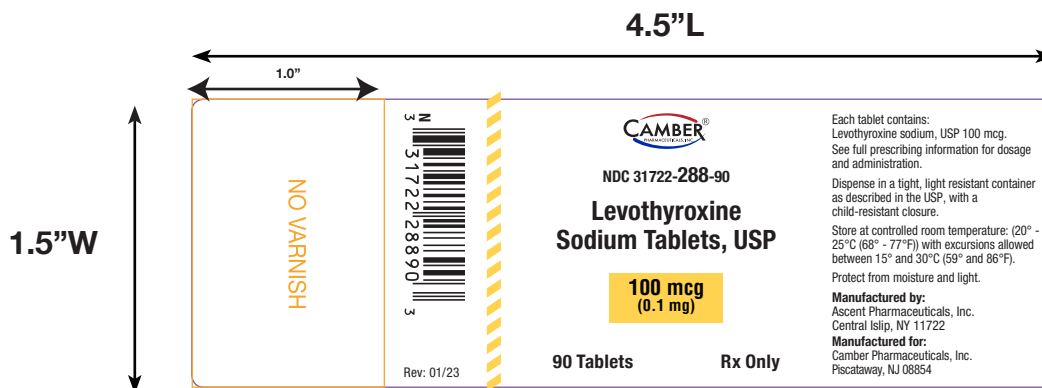 4.5”L
1.0”
1.5”W
NO VARNISH
N
3
31722 28890
3
Rev: 01/23
CAMBER®
PHARMACEUTICALS, INC
NDC 31722-288-90
Levothyroxine
Sodium Tablets, USP
100 mcg
(0.1 mg)
90 Tablets
Rx Only
Each tablet contains:
Levothyroxine sodium, USP 100 mcg.
See full prescribing information for dosage
and administration.
Dispense in a tight, light resistant container
as described in the USP, with a
child-resistant closure.
Store at controlled room temperature: (20° -
25°C (68° - 77°F)) with excursions allowed
between 15° and 30°C (59° and 86°F).
Protect from moisture and light.
Manufactured by:
Ascent Pharmaceuticals, Inc.
Central Islip, NY 11722
Manufactured for:
Camber Pharmaceuticals, Inc.
Piscataway, NJ 08854